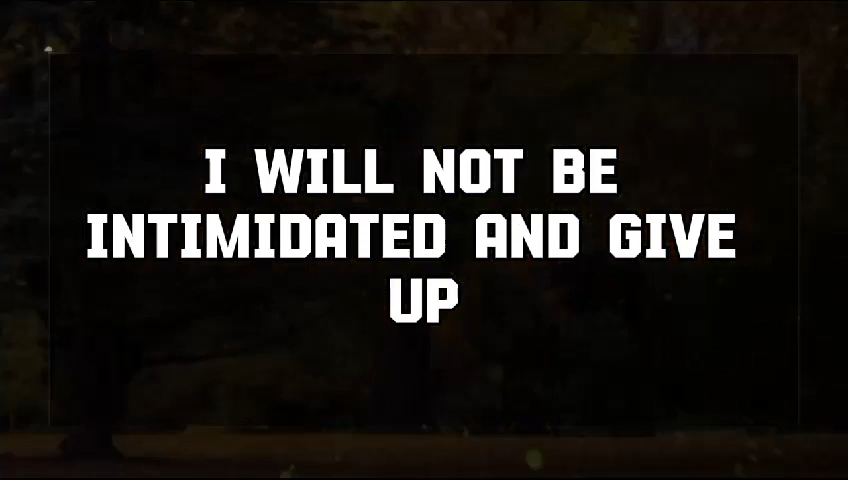 I WILL NOT BE
INTIMIDATED AND GIVE
UP